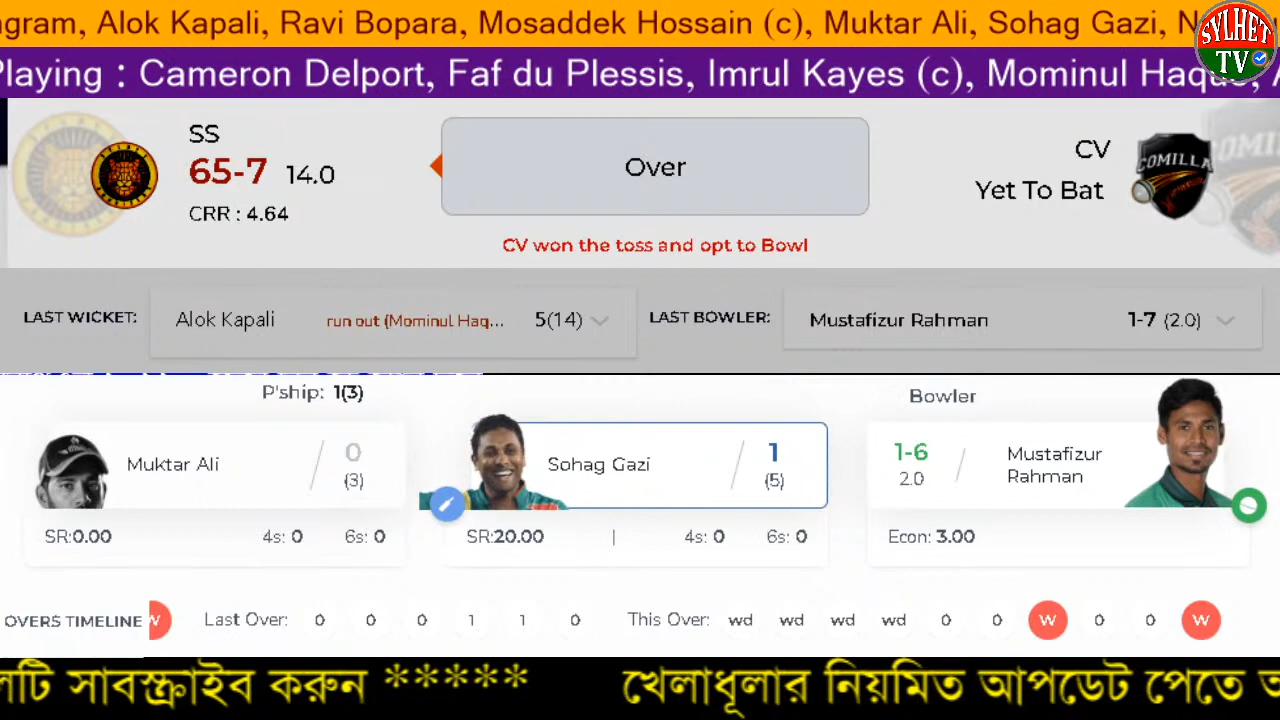 gram, Alok Kapali, Ravi Bopara, Mosaddek Hossain (c), Muktar Ali, Sohag Gazi, N
SYLHET TV
Playing : Cameron Delport, Faf du Plessis, Imrul Kayes (c), Mominul Haque, A
SS
65-7 14.0
CRR : 4.64
Over
CV
Yet To Bat
COMILLA
CV won the toss and opt to Bowl
LAST WICKET: Alok Kapali run out (Mominul Haq... 5(14)
LAST BOWLER: Mustafizur Rahman 1-7 (2.0)
P'ship: 1(3)
Bowler
Muktar Ali 0 (3)
SR:0.00 4s: 0 6s: 0
Sohag Gazi 1 (5)
SR:20.00 | 4s: 0 6s: 0
1-6 2.0 Mustafizur Rahman
Econ: 3.00
OVERS TIMELINE W Last Over: 0 0 0 1 1 0 This Over: wd wd wd wd 0 0 W 0 0 W
লটি সাবস্ক্রাইব করুন ***** খেলাধূলার নিয়মিত আপডেট পেতে